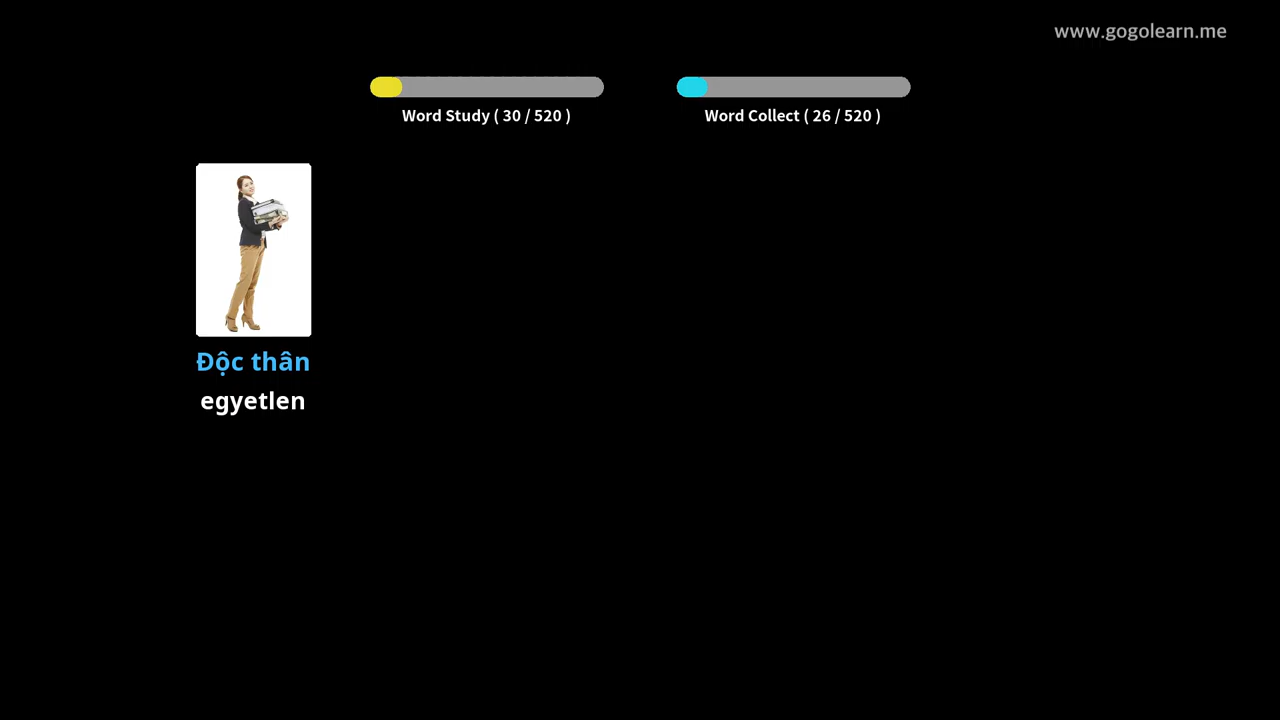 www.gogolearn.me
Word Study ( 30 / 520 )
Word Collect ( 26 / 520 )
Độc thân
egyetlen